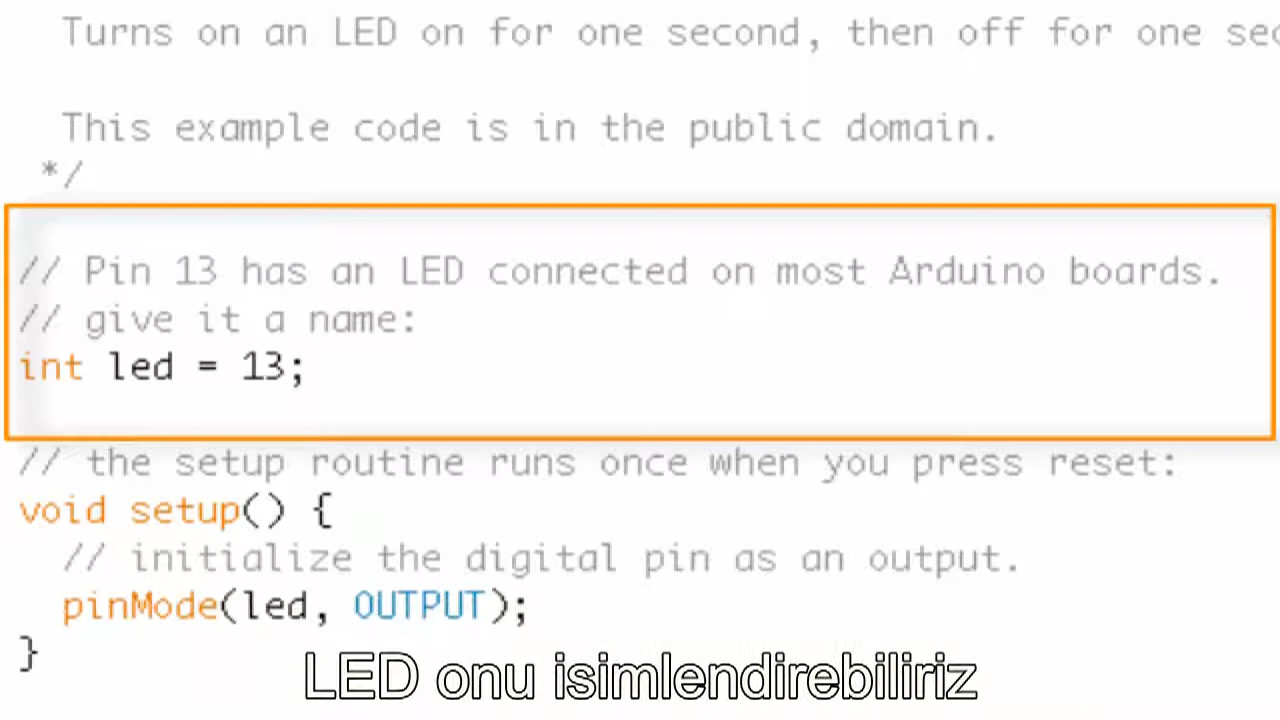 Turns on an LED on for one second, then off for one sec
This example code is in the public domain.
*/
// Pin 13 has an LED connected on most Arduino boards.
// give it a name:
int led = 13;
// the setup routine runs once when you press reset:
void setup() {
// initialize the digital pin as an output.
pinMode(led, OUTPUT);
}
LED onu isimlendirebiliriz